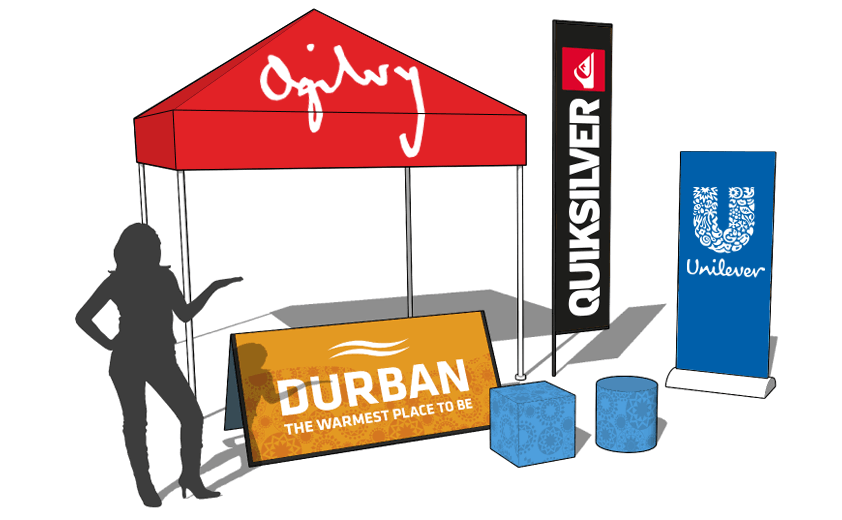 Ogilvy
QUIKSILVER
Unilever
DURBAN
THE WARMEST PLACE TO BE